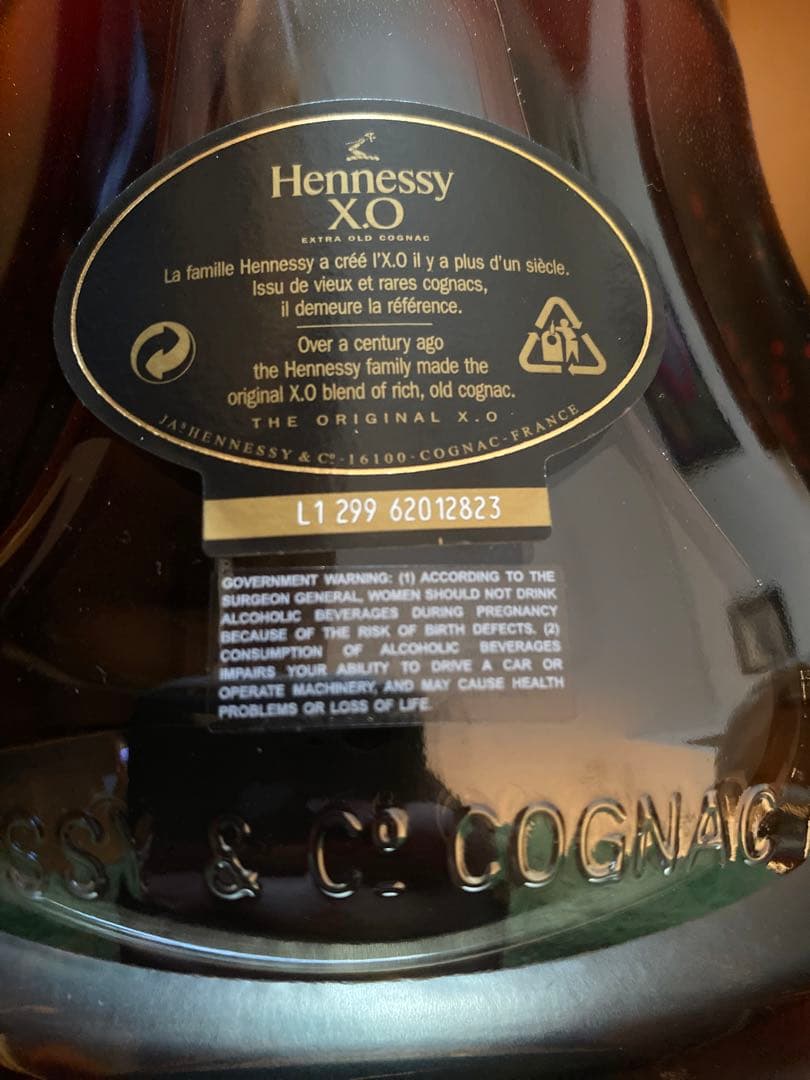 Hennessy
X.O
EXTRA OLD COGNAC
La famille Hennessy a créé l'X.O il y a plus d'un siècle.
Issu de vieux et rares cognacs,
il demeure la référence.
Over a century ago
the Hennessy family made the
original X.O blend of rich, old cognac.
THE ORIGINAL X.O
JAS HENNESSY & Cº - 16100 - COGNAC - FRANCE
L1 299 62012823
GOVERNMENT WARNING: (1) ACCORDING TO THE
SURGEON GENERAL, WOMEN SHOULD NOT DRINK
ALCOHOLIC BEVERAGES DURING PREGNANCY
BECAUSE OF THE RISK OF BIRTH DEFECTS. (2)
CONSUMPTION OF ALCOHOLIC BEVERAGES
IMPAIRS YOUR ABILITY TO DRIVE A CAR OR
OPERATE MACHINERY, AND MAY CAUSE HEALTH
PROBLEMS OR LOSS OF LIFE.
SSY & Cº COGNAC